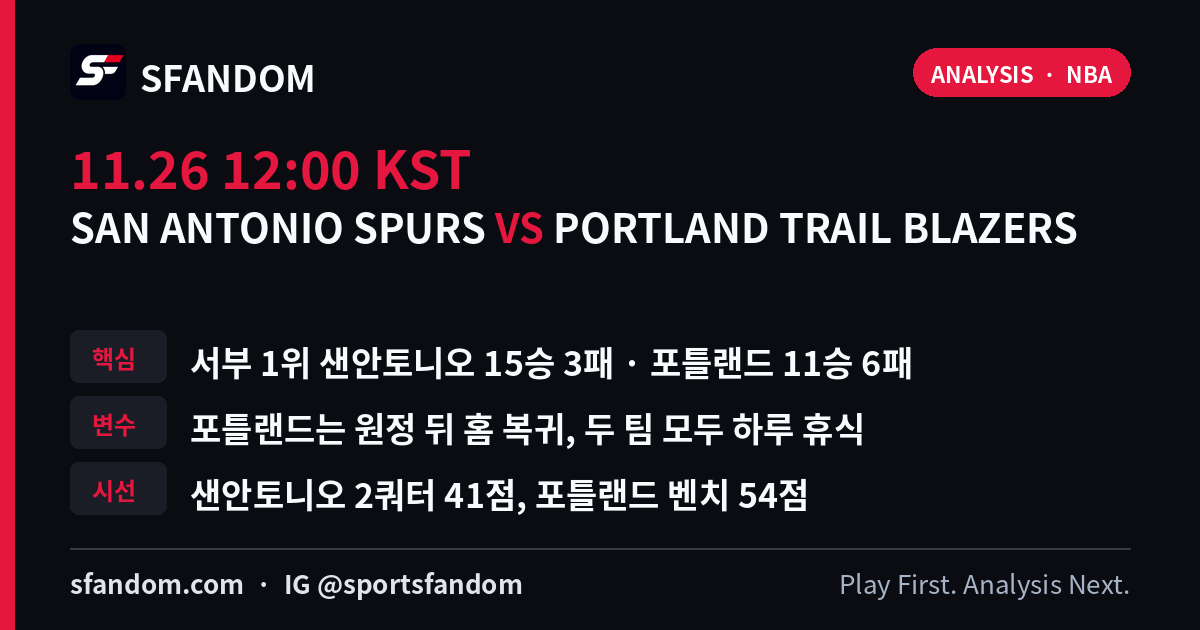 SF SFANDOM
ANALYSIS · NBA
11.26 12:00 KST
SAN ANTONIO SPURS VS PORTLAND TRAIL BLAZERS
핵심 서부 1위 샌안토니오 15승 3패 · 포틀랜드 11승 6패
변수 포틀랜드는 원정 뒤 홈 복귀, 두 팀 모두 하루 휴식
시선 샌안토니오 2쿼터 41점, 포틀랜드 벤치 54점
sfandom.com · IG @sportsfandom
Play First. Analysis Next.